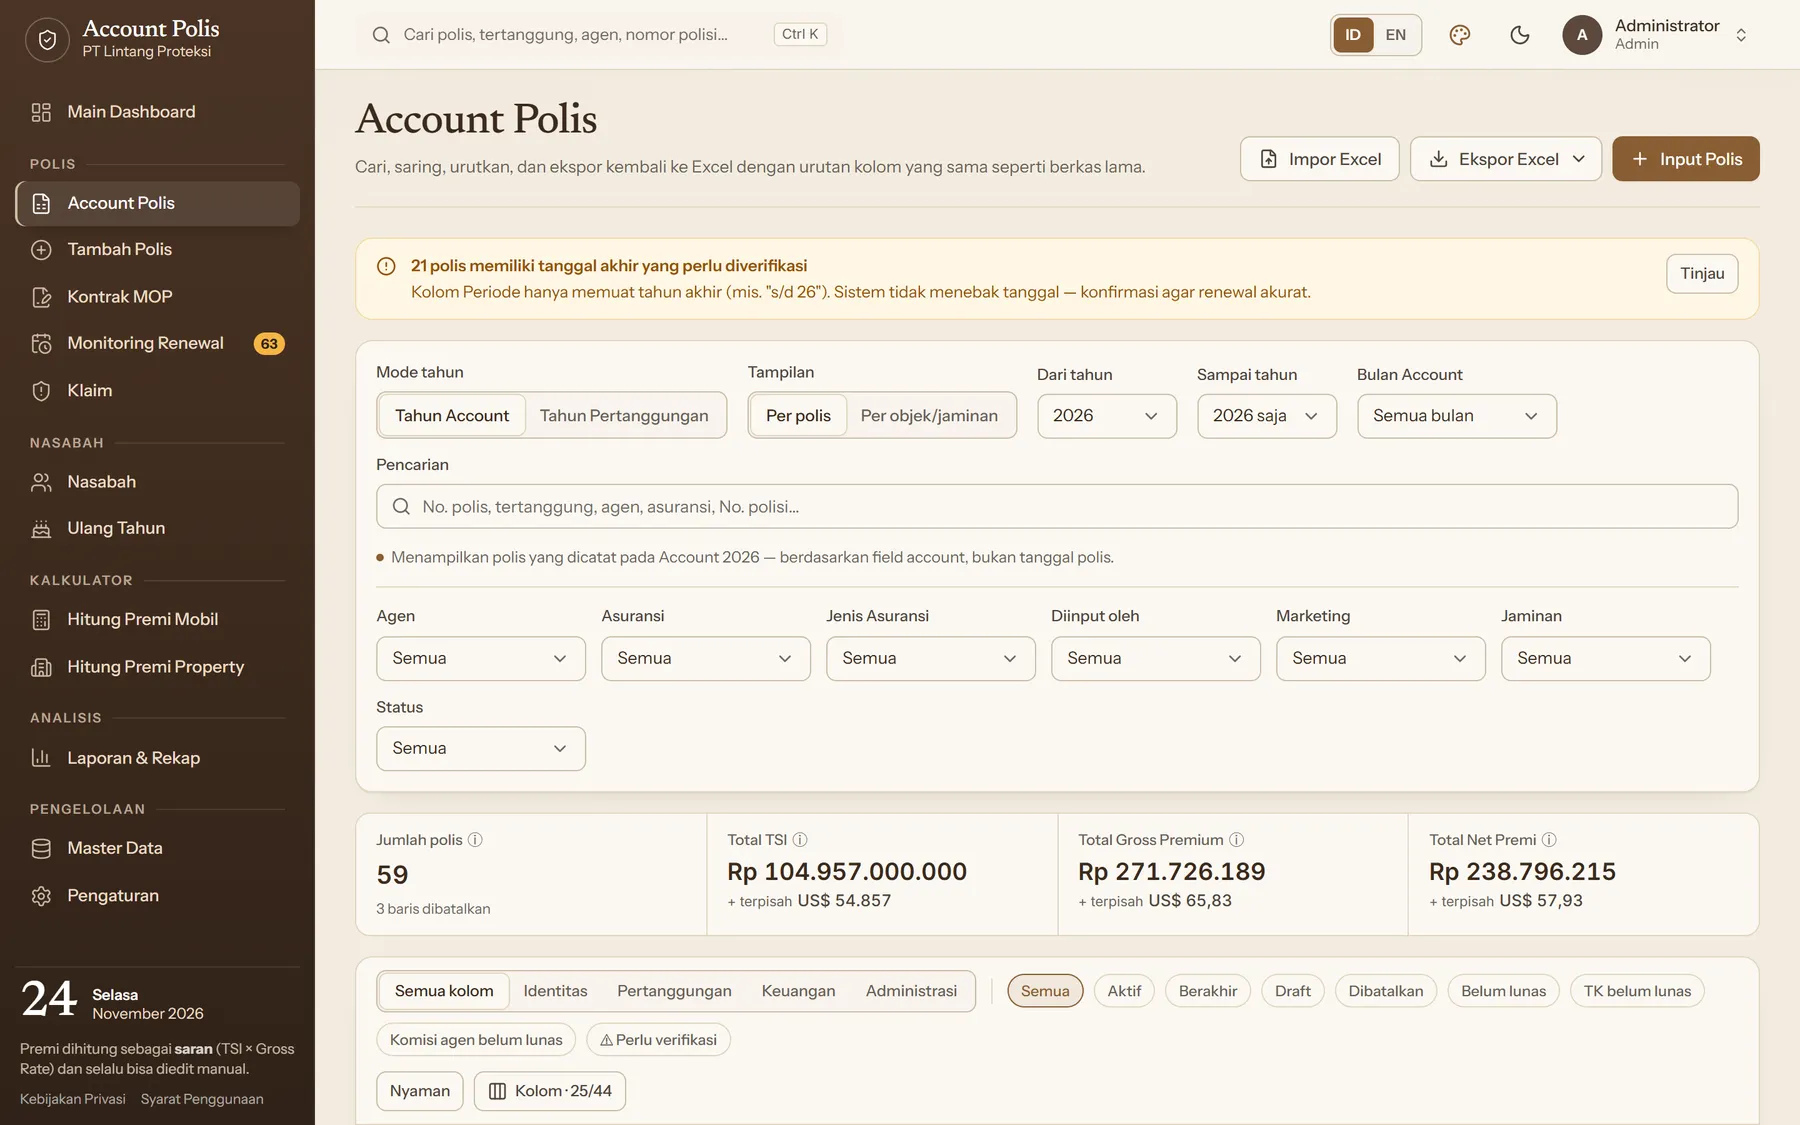 Account Polis
PT Lintang Proteksi
Main Dashboard
POLIS
Account Polis
Tambah Polis
Kontrak MOP
Monitoring Renewal 63
Klaim
NASABAH
Nasabah
Ulang Tahun
KALKULATOR
Hitung Premi Mobil
Hitung Premi Property
ANALISIS
Laporan & Rekap
PENGELOLAAN
Master Data
Pengaturan
24 Selasa
November 2026
Premi dihitung sebagai saran (TSI × Gross
Rate) dan selalu bisa diedit manual.
Kebijakan Privasi Syarat Penggunaan
Cari polis, tertanggung, agen, nomor polisi... Ctrl K
ID EN
A
Administrator
Admin
Account Polis
Cari, saring, urutkan, dan ekspor kembali ke Excel dengan urutan kolom yang sama seperti berkas lama.
Impor Excel Ekspor Excel Input Polis
21 polis memiliki tanggal akhir yang perlu diverifikasi
Kolom Periode hanya memuat tahun akhir (mis. "s/d 26"). Sistem tidak menebak tanggal — konfirmasi agar renewal akurat.
Tinjau
Mode tahun Tampilan Dari tahun Sampai tahun Bulan Account
Tahun Account Tahun Pertanggungan Per polis Per objek/jaminan 2026 2026 saja Semua bulan
Pencarian
No. polis, tertanggung, agen, asuransi, No. polisi...
Menampilkan polis yang dicatat pada Account 2026 — berdasarkan field account, bukan tanggal polis.
Agen Asuransi Jenis Asuransi Diinput oleh Marketing Jaminan
Semua Semua Semua Semua Semua Semua
Status
Semua
Jumlah polis
59
3 baris dibatalkan
Total TSI
Rp 104.957.000.000
+ terpisah US$ 54.857
Total Gross Premium
Rp 271.726.189
+ terpisah US$ 65,83
Total Net Premi
Rp 238.796.215
+ terpisah US$ 57,93
Semua kolom Identitas Pertanggungan Keuangan Administrasi Semua Aktif Berakhir Draft Dibatalkan Belum lunas TK belum lunas
Komisi agen belum lunas Perlu verifikasi
Nyaman Kolom · 25/44